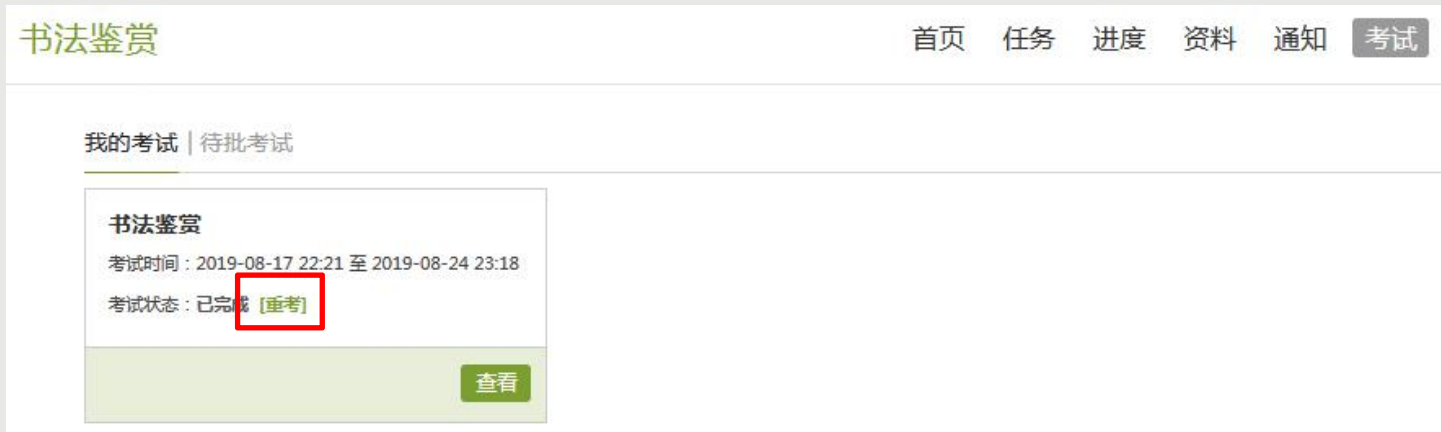 书法鉴赏 首页 任务 进度 资料 通知 考试
我的考试 | 待批考试
书法鉴赏
考试时间：2019-08-17 22:21 至 2019-08-24 23:18
考试状态：已完成 [重考]
查看